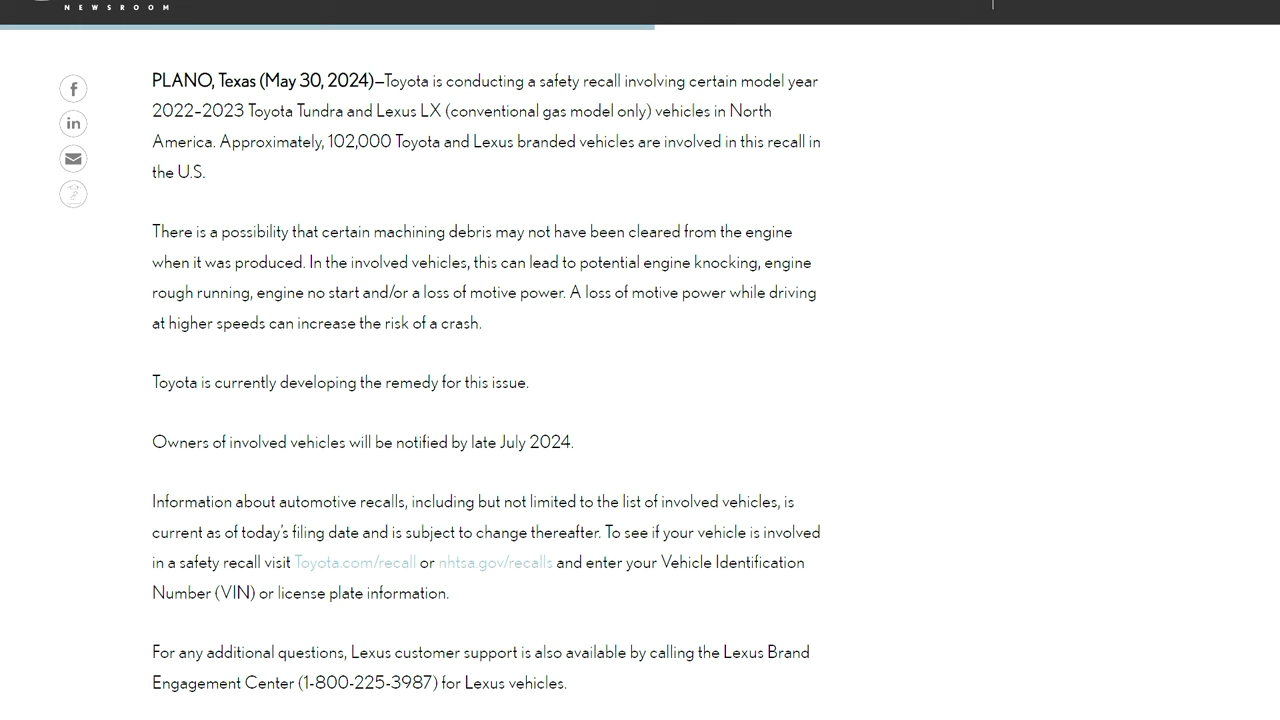 NEWSROOM
PLANO, Texas (May 30, 2024)–Toyota is conducting a safety recall involving certain model year
2022–2023 Toyota Tundra and Lexus LX (conventional gas model only) vehicles in North
America. Approximately, 102,000 Toyota and Lexus branded vehicles are involved in this recall in
the U.S.
There is a possibility that certain machining debris may not have been cleared from the engine
when it was produced. In the involved vehicles, this can lead to potential engine knocking, engine
rough running, engine no start and/or a loss of motive power. A loss of motive power while driving
at higher speeds can increase the risk of a crash.
Toyota is currently developing the remedy for this issue.
Owners of involved vehicles will be notified by late July 2024.
Information about automotive recalls, including but not limited to the list of involved vehicles, is
current as of today's filing date and is subject to change thereafter. To see if your vehicle is involved
in a safety recall visit Toyota.com/recall or nhtsa.gov/recalls and enter your Vehicle Identification
Number (VIN) or license plate information.
For any additional questions, Lexus customer support is also available by calling the Lexus Brand
Engagement Center (1-800-225-3987) for Lexus vehicles.